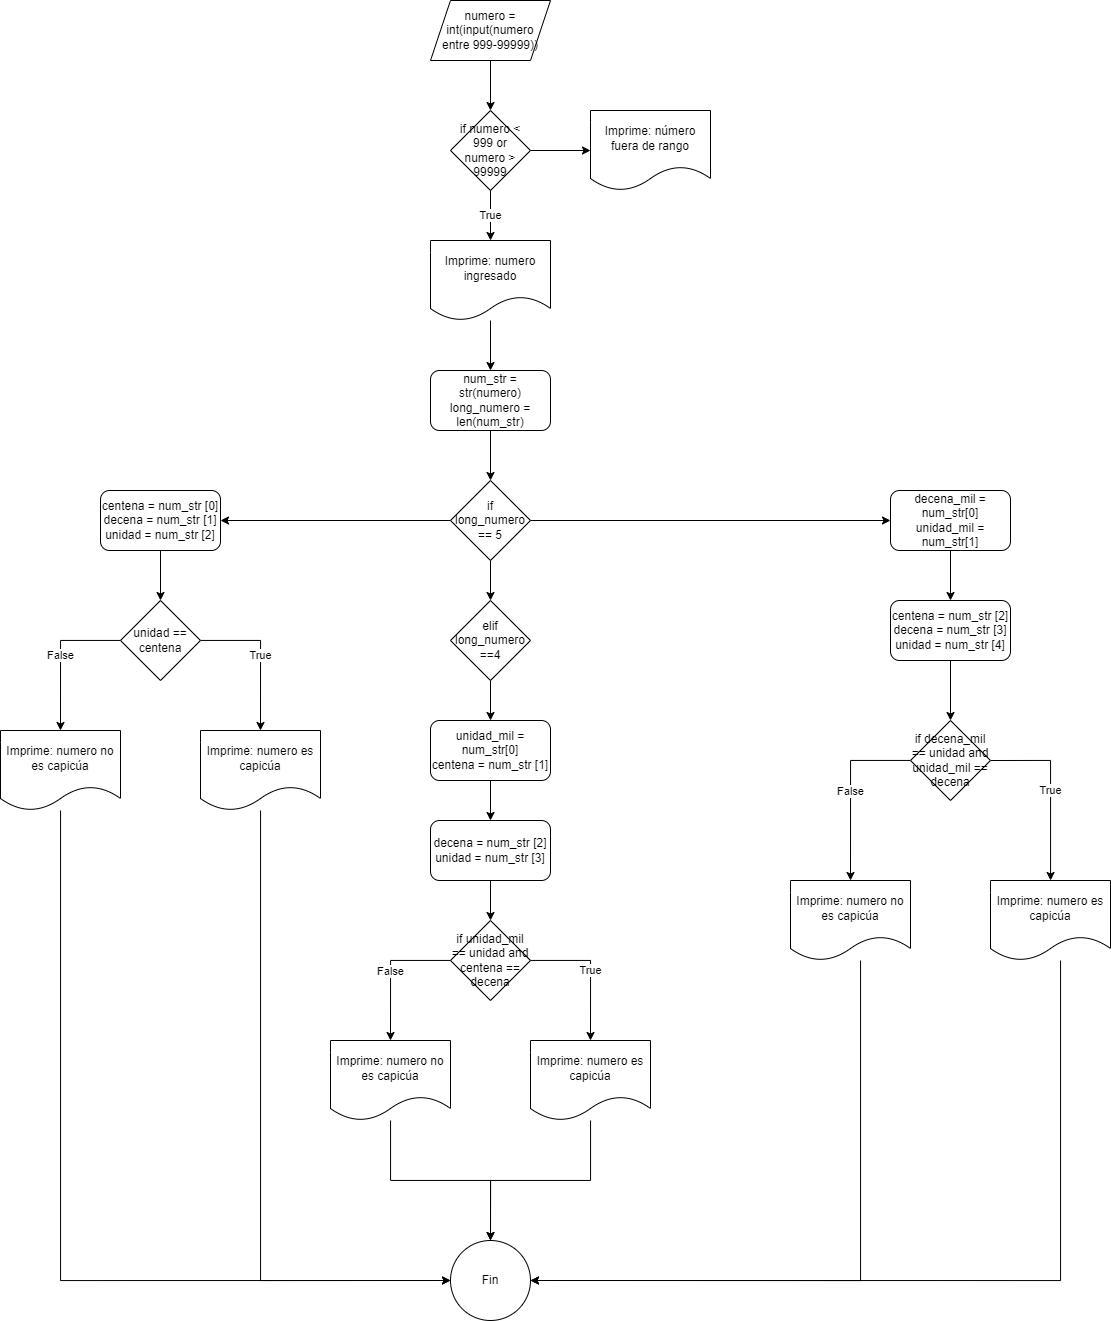 numero =
int(input(numero
entre 999-99999))
if numero <
999 or
numero >
99999
Imprime: número
fuera de rango
True
Imprime: numero
ingresado
num_str =
str(numero)
long_numero =
len(num_str)
if
long_numero
== 5
centena = num_str [0]
decena = num_str [1]
unidad = num_str [2]
unidad ==
centena
False
True
Imprime: numero no
es capicúa
Imprime: numero es
capicúa
elif
long_numero
==4
unidad_mil =
num_str[0]
centena = num_str [1]
decena = num_str [2]
unidad = num_str [3]
if unidad_mil
== unidad and
centena ==
decena
False
True
Imprime: numero no
es capicúa
Imprime: numero es
capicúa
decena_mil =
num_str[0]
unidad_mil =
num_str[1]
centena = num_str [2]
decena = num_str [3]
unidad = num_str [4]
if decena_mil
== unidad and
unidad_mil ==
decena
False
True
Imprime: numero no
es capicúa
Imprime: numero es
capicúa
Fin